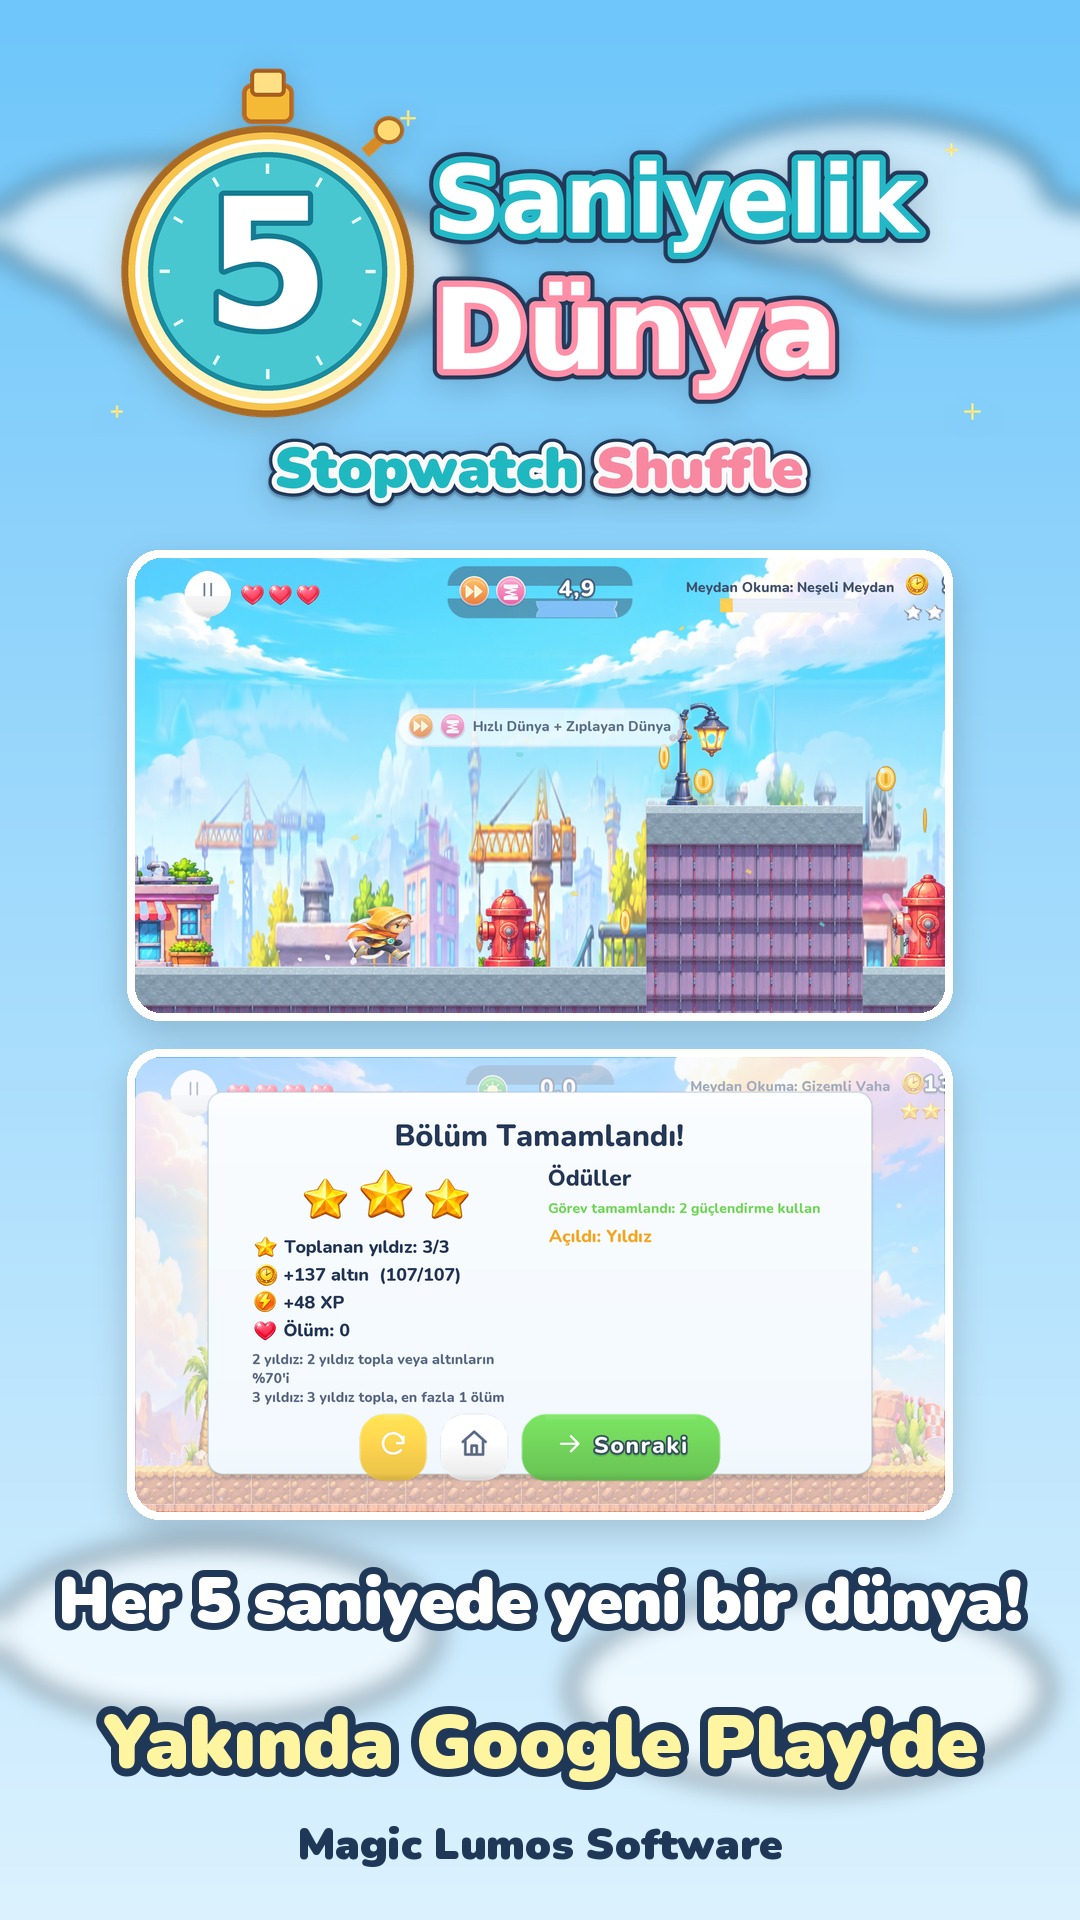 5
Saniyelik
Dünya
Stopwatch Shuffle
4,9
Meydan Okuma: Neşeli Meydan
Hızlı Dünya + Zıplayan Dünya
0,0
Meydan Okuma: Gizemli Vaha
13
Bölüm Tamamlandı!
Ödüller
Görev tamamlandı: 2 güçlendirme kullan
Açıldı: Yıldız
Toplanan yıldız: 3/3
+137 altın (107/107)
+48 XP
Ölüm: 0
2 yıldız: 2 yıldız topla veya altınların
%70'i
3 yıldız: 3 yıldız topla, en fazla 1 ölüm
Sonraki
Her 5 saniyede yeni bir dünya!
Yakında Google Play'de
Magic Lumos Software